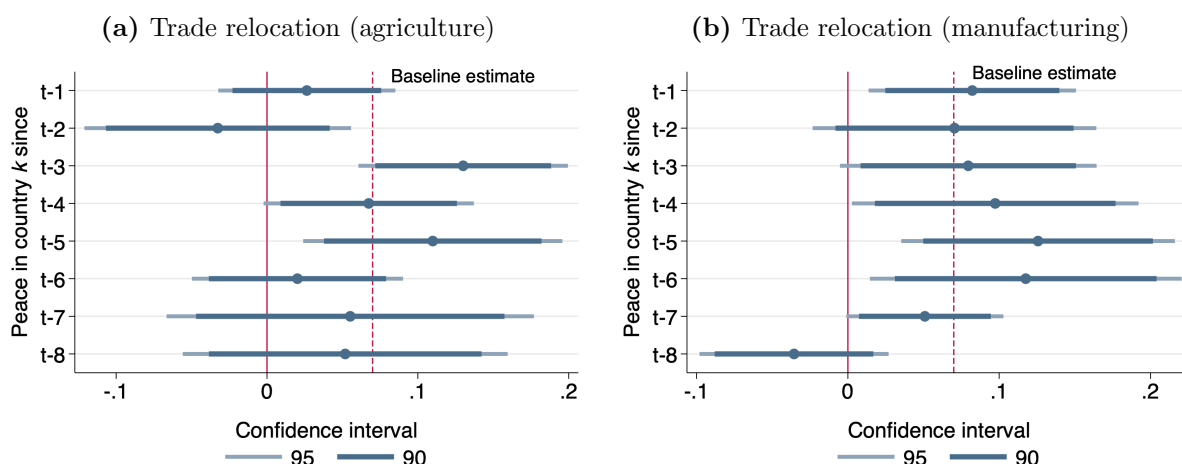 (a) Trade relocation (agriculture)
Baseline estimate
Peace in country k since
t-1
t-2
t-3
t-4
t-5
t-6
t-7
t-8
-.1 0 .1 .2
Confidence interval
95 90
(b) Trade relocation (manufacturing)
Baseline estimate
Peace in country k since
t-1
t-2
t-3
t-4
t-5
t-6
t-7
t-8
-.1 0 .1 .2
Confidence interval
95 90